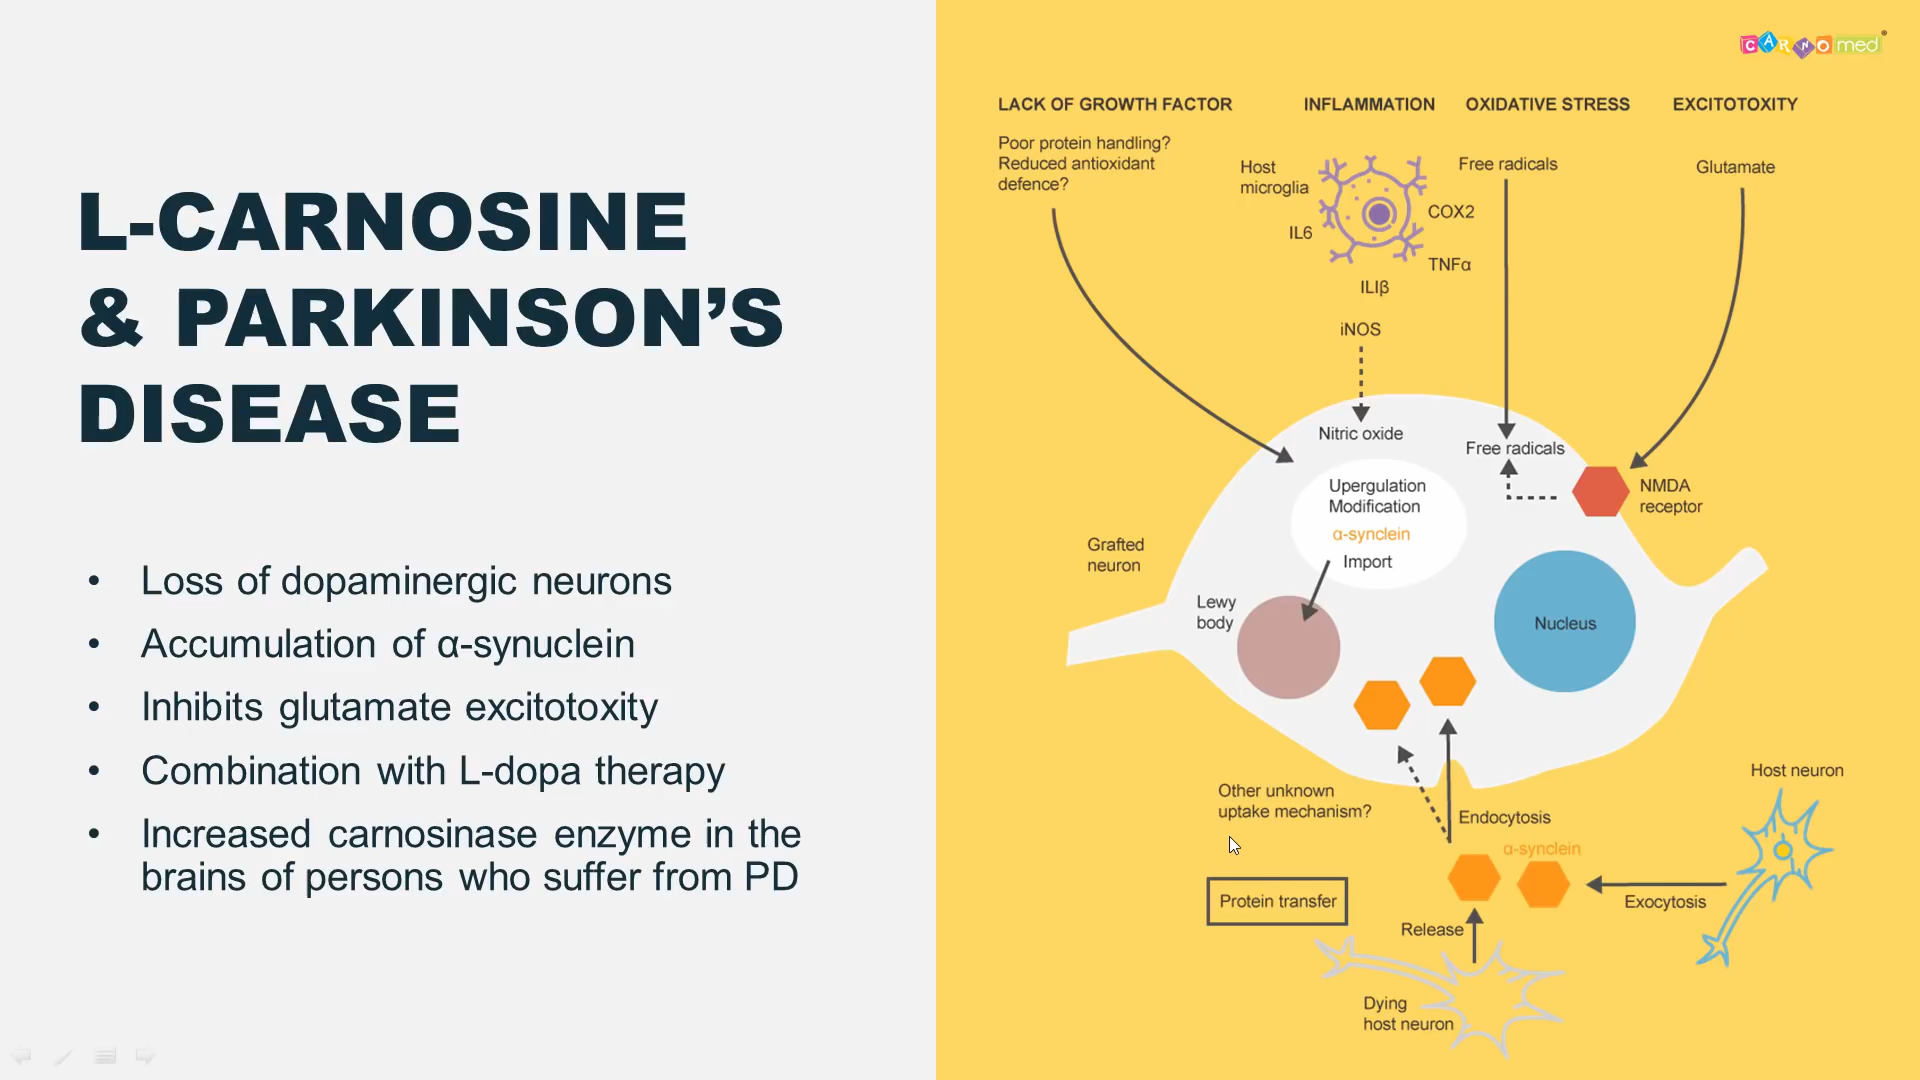 L-CARNOSINE
& PARKINSON'S
DISEASE
• Loss of dopaminergic neurons
• Accumulation of α-synuclein
• Inhibits glutamate excitotoxity
• Combination with L-dopa therapy
• Increased carnosinase enzyme in the
brains of persons who suffer from PD
CARNOmed
LACK OF GROWTH FACTOR
Poor protein handling?
Reduced antioxidant
defence?
INFLAMMATION
Host
microglia
IL6
COX2
TNFα
ILIβ
iNOS
OXIDATIVE STRESS
Free radicals
EXCITOTOXITY
Glutamate
Nitric oxide
Free radicals
NMDA
receptor
Upergulation
Modification
α-synclein
Import
Grafted
neuron
Lewy
body
Nucleus
Other unknown
uptake mechanism?
Endocytosis
α-synclein
Host neuron
Exocytosis
Protein transfer
Release
Dying
host neuron